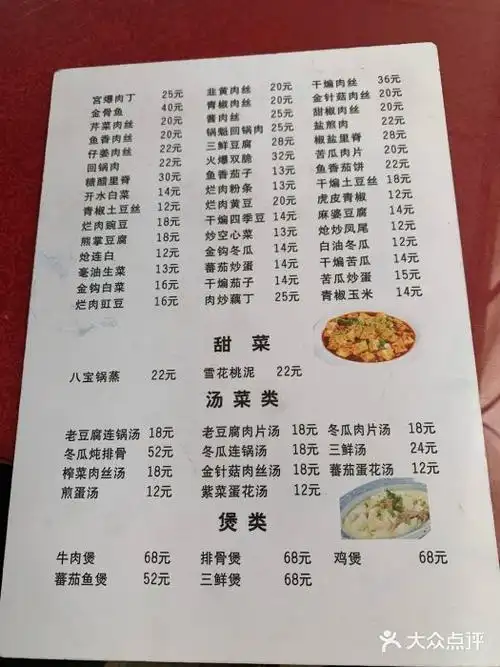 宫爆肉丁 25元 韭黄肉丝 20元 干煸肉丝 36元
金骨鱼 40元 青椒肉丝 20元 金针菇肉丝 20元
芹菜肉丝 20元 酱肉丝 20元 甜椒肉丝 20元
鱼香肉丝 20元 锅魁回锅肉 25元 盐煎肉 22元
仔姜肉丝 22元 三鲜豆腐 28元 椒盐里脊 28元
回锅肉 22元 火爆双脆 32元 苦瓜肉片 20元
糖醋里脊 30元 鱼香茄子 13元 鱼香茄饼 22元
开水白菜 14元 烂肉粉条 13元 干煸土豆丝 18元
青椒土豆丝 12元 烂肉黄豆 20元 虎皮青椒 14元
烂肉豌豆 18元 干煸四季豆 14元 麻婆豆腐 14元
熊掌豆腐 18元 炒空心菜 13元 炝炒凤尾 12元
炝连白 12元 金钩冬瓜 14元 白油冬瓜 12元
毫油生菜 13元 蕃茄炒蛋 14元 干煸苦瓜 14元
金钩白菜 16元 干煸茄子 14元 苦瓜炒蛋 15元
烂肉豇豆 16元 肉炒藕丁 25元 青椒玉米 14元
甜 菜
八宝锅蒸 22元 雪花桃泥 22元
汤菜类
老豆腐连锅汤 18元 老豆腐肉片汤 18元 冬瓜肉片汤 18元
冬瓜炖排骨 52元 冬瓜连锅汤 18元 三鲜汤 24元
榨菜肉丝汤 18元 金针菇肉丝汤 18元 蕃茄蛋花汤 12元
煎蛋汤 12元 紫菜蛋花汤 12元
煲类
牛肉煲 68元 排骨煲 68元 鸡煲 68元
蕃茄鱼煲 52元 三鲜煲 68元
大众点评